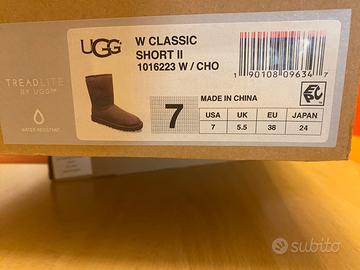 TREADLITE
BY UGG™
WATER-RESISTANT
UGG
W CLASSIC
SHORT II
1016223 W / CHO
1 90108 09634 7
7
MADE IN CHINA
USA UK EU JAPAN
7 5.5 38 24
subito